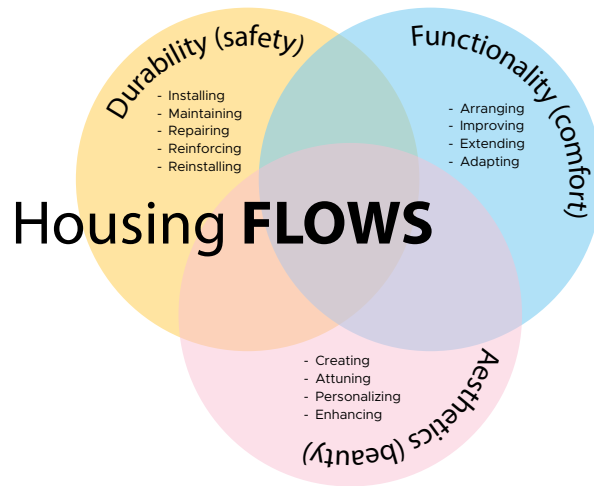 Durability (safety)
- Installing
- Maintaining
- Repairing
- Reinforcing
- Reinstalling
Functionality (comfort)
- Arranging
- Improving
- Extending
- Adapting
Housing FLOWS
- Creating
- Attuning
- Personalizing
- Enhancing
Aesthetics (beauty)